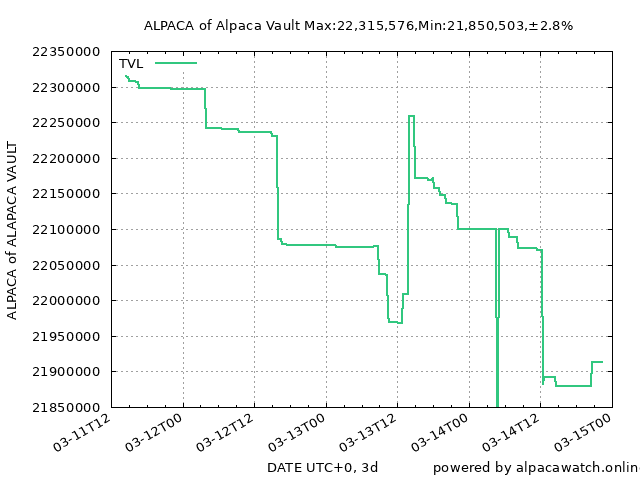 ALPACA of Alpaca Vault Max:22,315,576,Min:21,850,503,±2.8%
22350000
TVL
22300000
22250000
22200000
22150000
22100000
22050000
22000000
21950000
21900000
21850000
ALPACA of ALAPACA VAULT
03-11T12
03-12T00
03-12T12
03-13T00
03-13T12
03-14T00
03-14T12
03-15T00
DATE UTC+0, 3d
powered by alpacawatch.onlin